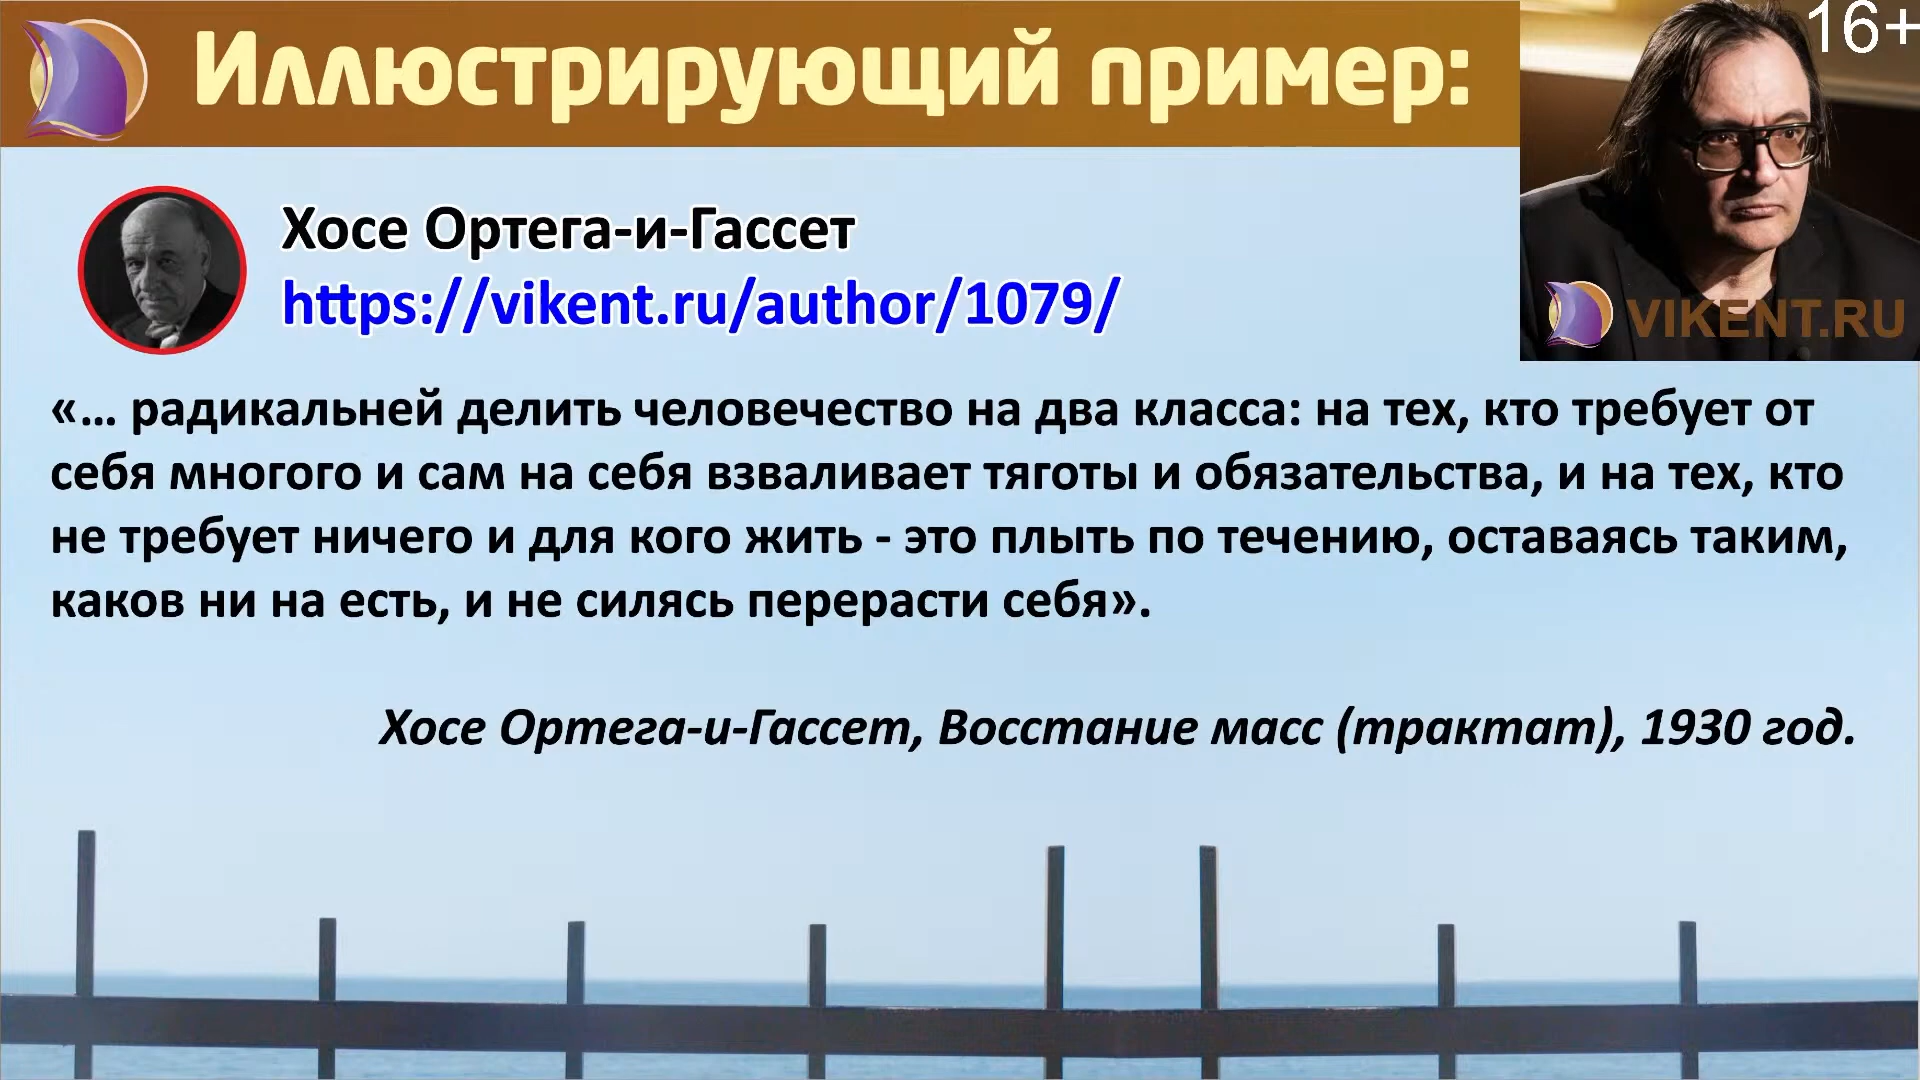 Иллюстрирующий пример:
16+
Хосе Ортега-и-Гассет
https://vikent.ru/author/1079/
VIKENT.RU
«... радикальней делить человечество на два класса: на тех, кто требует от
себя многого и сам на себя взваливает тяготы и обязательства, и на тех, кто
не требует ничего и для кого жить - это плыть по течению, оставаясь таким,
каков ни на есть, и не силясь перерасти себя».
Хосе Ортега-и-Гассет, Восстание масс (трактат), 1930 год.